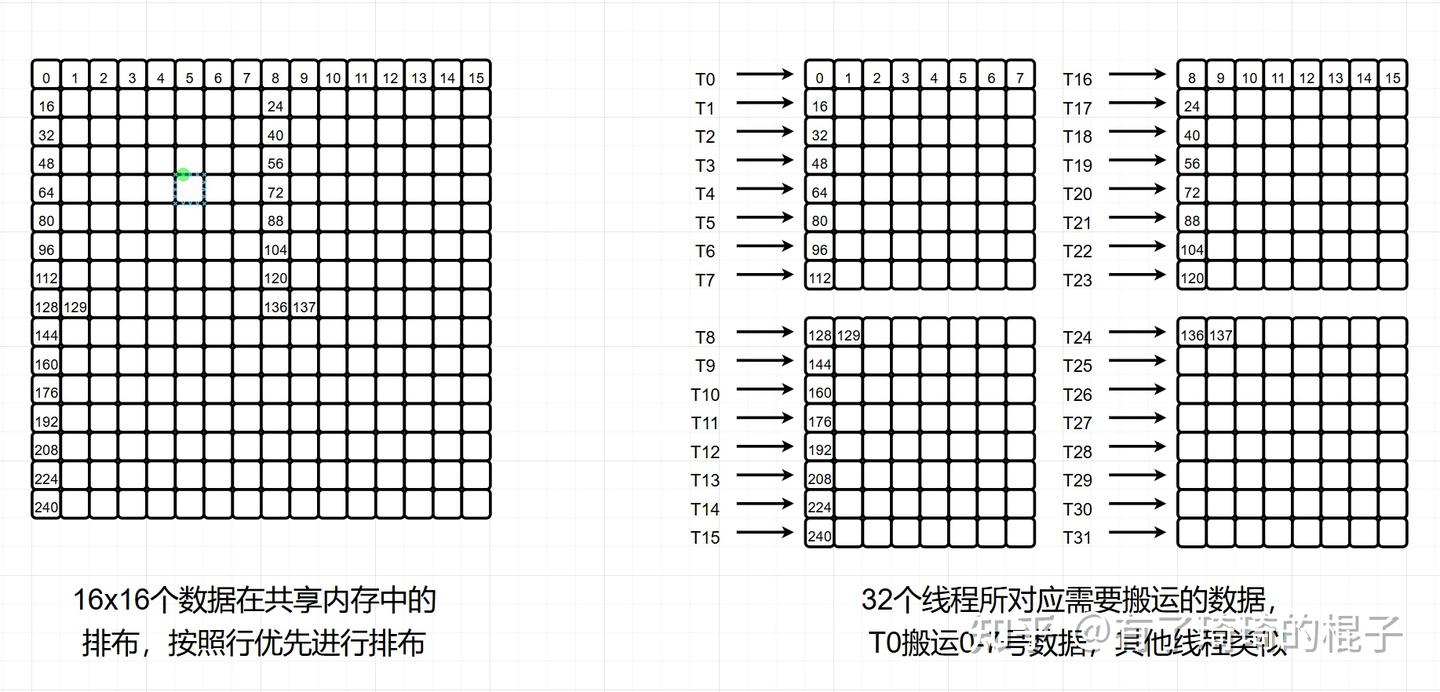 0 1 2 3 4 5 6 7 8 9 10 11 12 13 14 15
16 24
32 40
48 56
64 72
80 88
96 104
112 120
128 129 136 137
144
160
176
192
208
224
240
16x16个数据在共享内存中的
排布，按照行优先进行排布
T0 0 1 2 3 4 5 6 7
T1 16
T2 32
T3 48
T4 64
T5 80
T6 96
T7 112
T8 128 129
T9 144
T10 160
T11 176
T12 192
T13 208
T14 224
T15 240
T16 8 9 10 11 12 13 14 15
T17 24
T18 40
T19 56
T20 72
T21 88
T22 104
T23 120
T24 136 137
T25
T26
T27
T28
T29
T30
T31
32个线程所对应需要搬运的数据，
T0搬运0-7号数据，其他线程类似
知乎 @有了琦琦的棍子